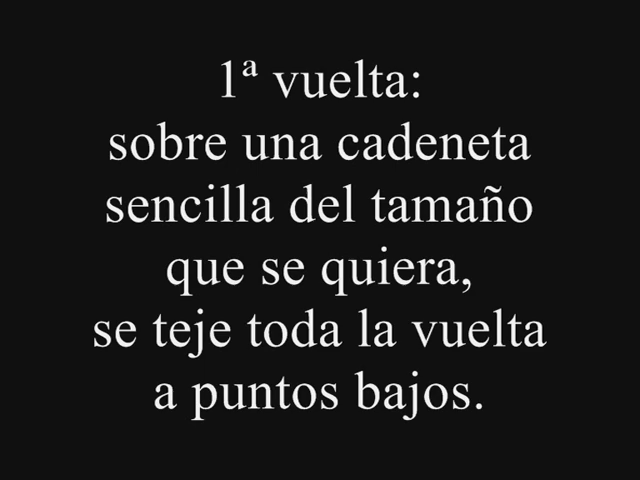 1ª vuelta:
sobre una cadeneta
sencilla del tamaño
que se quiera,
se teje toda la vuelta
a puntos bajos.